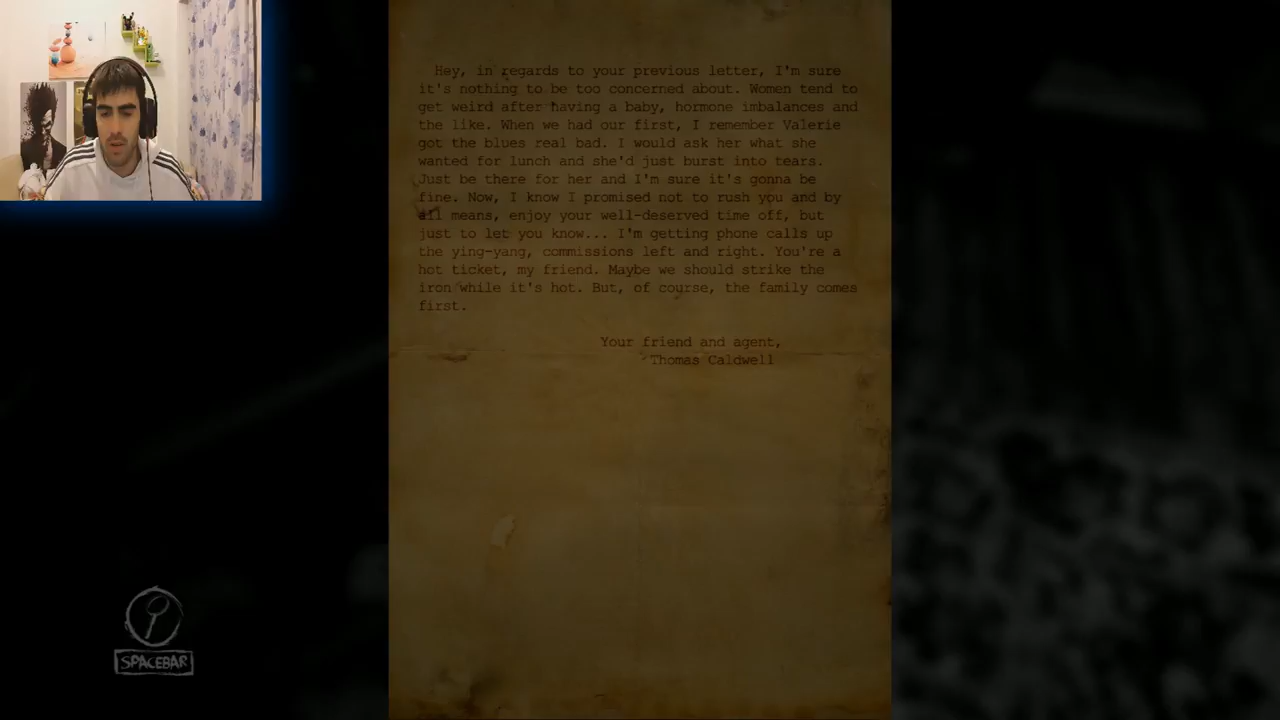 Hey, in regards to your previous letter, I'm sure
it's nothing to be too concerned about. Women tend to
get weird after having a baby, hormone imbalances and
the like. When we had our first, I remember Valerie
got the blues real bad. I would ask her what she
wanted for lunch and she'd just burst into tears.
Just be there for her and I'm sure it's gonna be
fine. Now, I know I promised not to rush you and by
all means, enjoy your well-deserved time off, but
just to let you know... I'm getting phone calls up
the ying-yang, commissions left and right. You're a
hot ticket, my friend. Maybe we should strike the
iron while it's hot. But, of course, the family comes
first.
Your friend and agent,
Thomas Caldwell
SPACEBAR